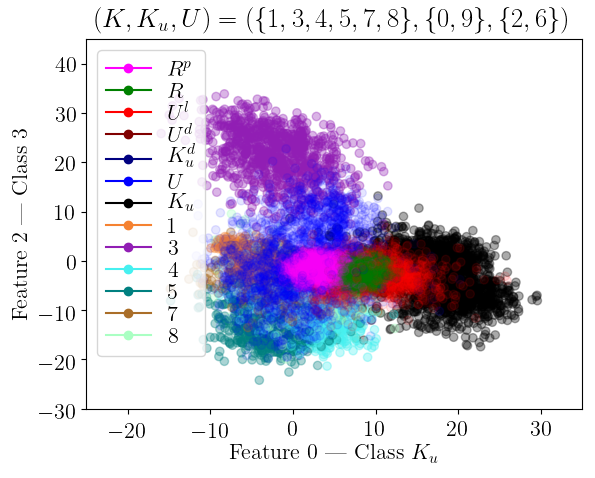 (K, K_u, U) = ({1, 3, 4, 5, 7, 8}, {0, 9}, {2, 6})
Feature 2 — Class 3
40
30
20
10
0
−10
−20
−30
R^p
R
U^l
U^d
K_u^d
U
K_u
1
3
4
5
7
8
−20
−10
0
10
20
30
Feature 0 — Class K_u